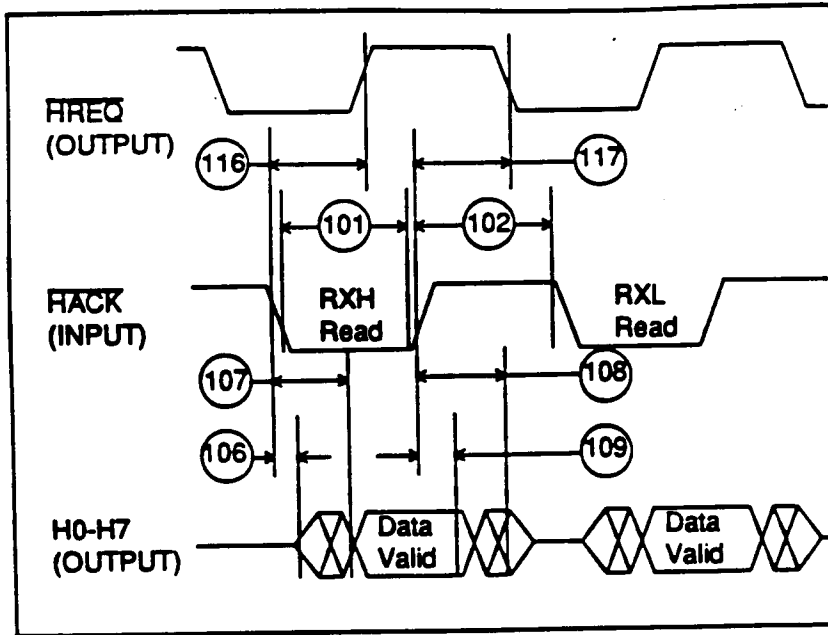 HREQ
(OUTPUT)
116
117
101
102
HACK
(INPUT)
RXH
Read
RXL
Read
107
108
106
109
H0-H7
(OUTPUT)
Data
Valid
Data
Valid